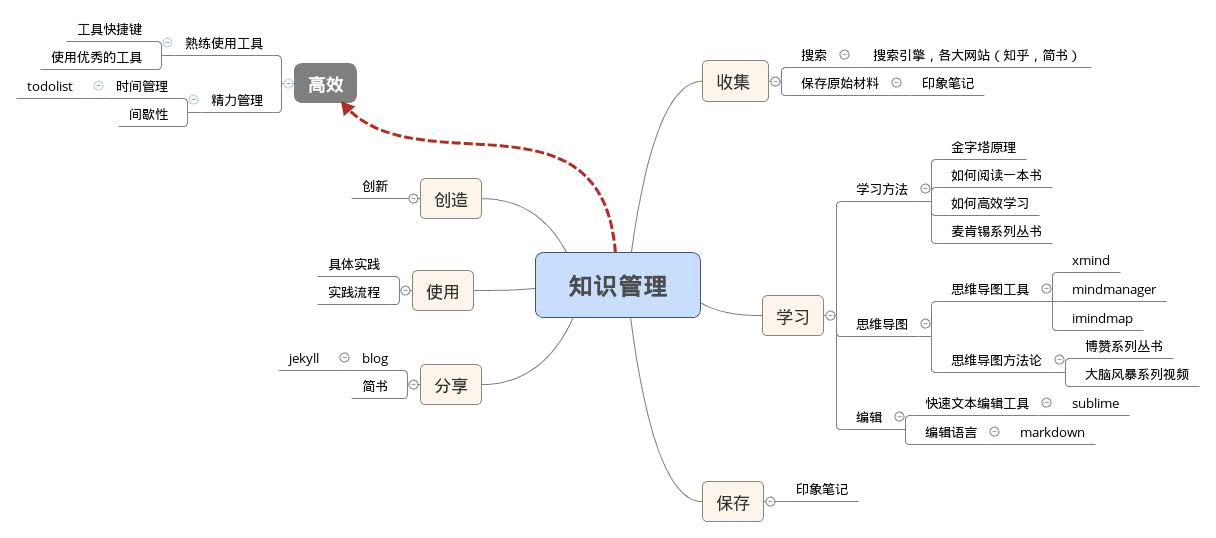 知识管理
收集
搜索
搜索引擎，各大网站（知乎，简书）
保存原始材料
印象笔记
学习
学习方法
金字塔原理
如何阅读一本书
如何高效学习
麦肯锡系列丛书
思维导图
思维导图工具
xmind
mindmanager
imindmap
思维导图方法论
博赞系列丛书
大脑风暴系列视频
编辑
快速文本编辑工具
sublime
编辑语言
markdown
保存
印象笔记
分享
blog
jekyll
简书
使用
具体实践
实践流程
创造
创新
高效
熟练使用工具
工具快捷键
使用优秀的工具
精力管理
时间管理
todolist
间歇性